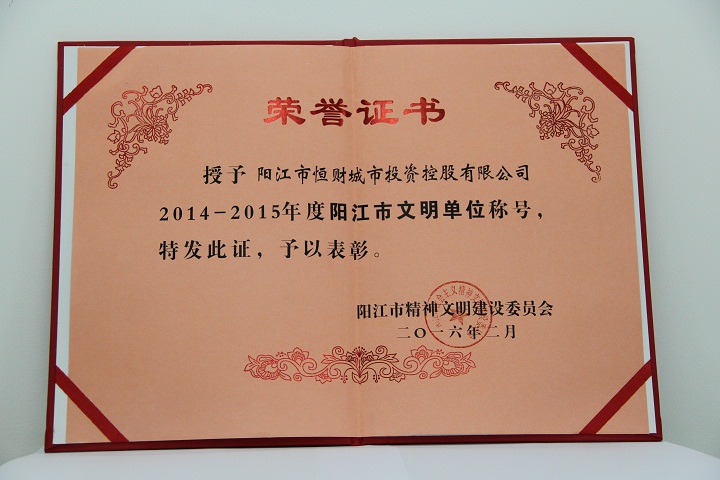 荣誉证书
授予 阳江市恒财城市投资控股有限公司
2014-2015年度阳江市文明单位称号，
特发此证，予以表彰。
阳江市精神文明建设委员会
二〇一六年二月